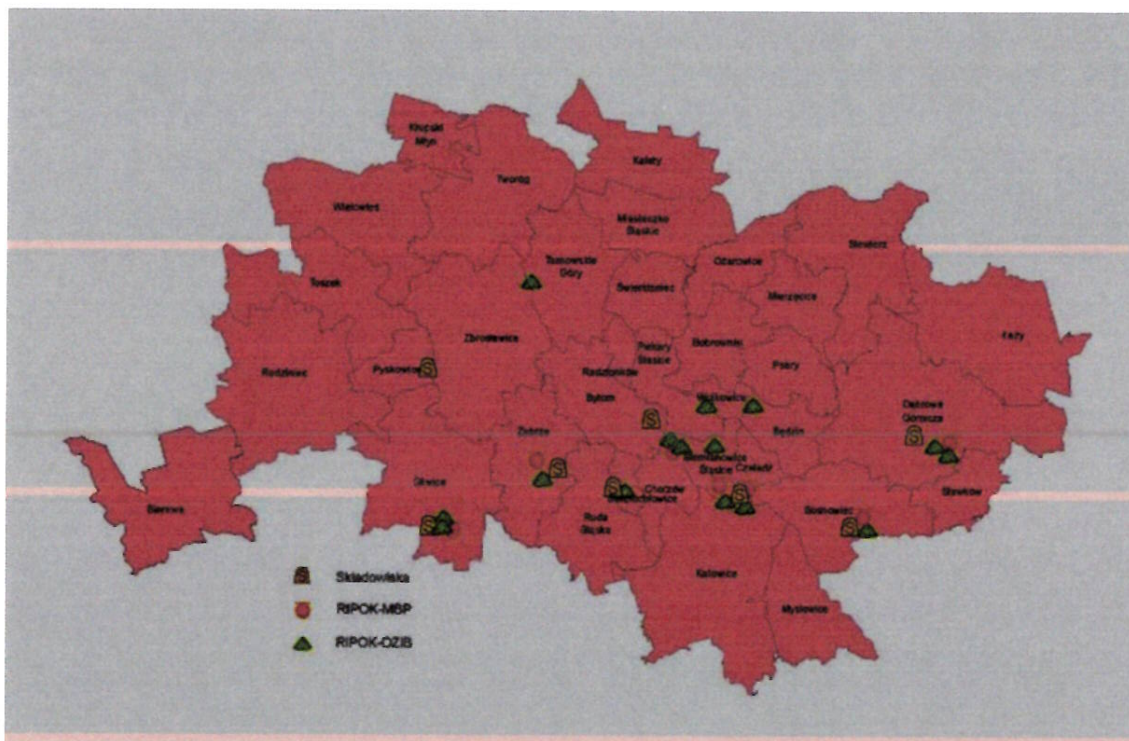 Krupski
Młyn
Kalety
Tworóg
Wielowieś
Miasteczko
Śląskie
Siewierz
Ożarowice
Tarnowskie
Góry
Toszek
Świerklaniec
Mierzęcice
Zbrosławice
Bobrowniki
Łazy
Piekary
Śląskie
Psary
Rudziniec
Pyskowice
Radzionków
Bytom
Wojkowice
Dąbrowa
Górnicza
Zabrze
Będzin
Siemianowice
Śląskie
Czeladź
Gliwice
Chorzów
Świętochłowice
Sławków
Sosnowiec
Ruda
Śląska
Katowice
Mysłowice
S Składowiska
RIPOK-MBP
RIPOK-OZiB